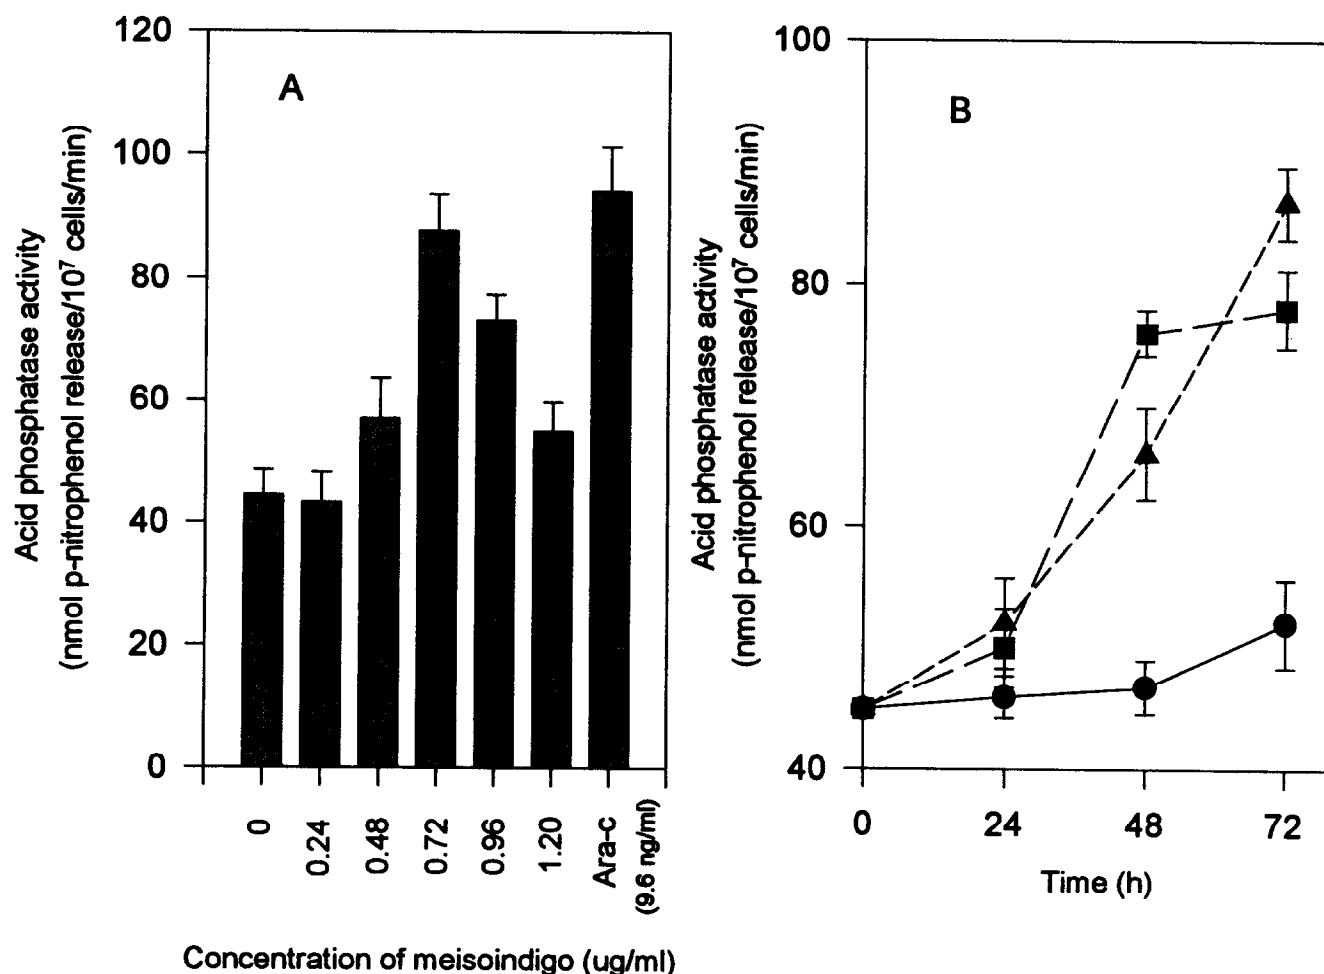 A
Acid phosphatase activity
(nmol p-nitrophenol release/10⁷ cells/min)
120
100
80
60
40
20
0
0
0.24
0.48
0.72
0.96
1.20
Ara-c
(9.6 ng/ml)
Concentration of meisoindigo (ug/ml)
B
Acid phosphatase activity
(nmol p-nitrophenol release/10⁷ cells/min)
100
80
60
40
0
24
48
72
Time (h)